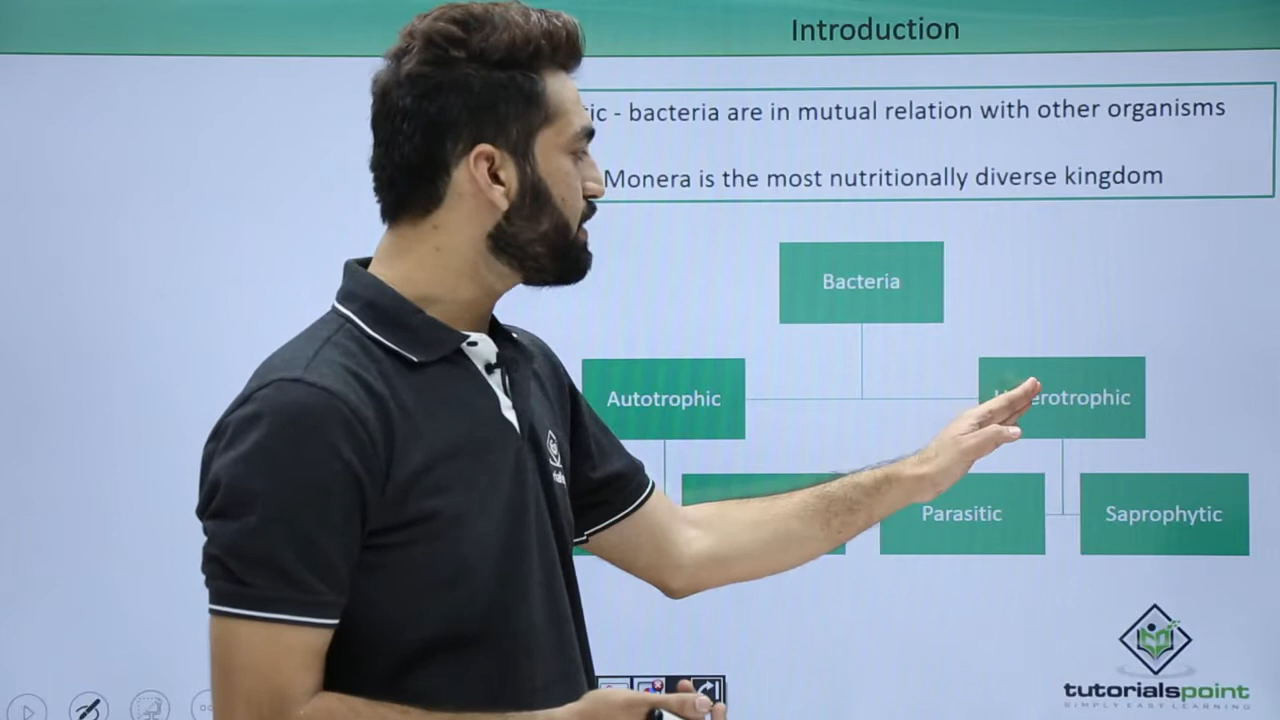 Introduction
ic - bacteria are in mutual relation with other organisms
Monera is the most nutritionally diverse kingdom
Bacteria
Autotrophic
erotrophic
Parasitic
Saprophytic
tutorialspoint
SIMPLY EASY LEARNING